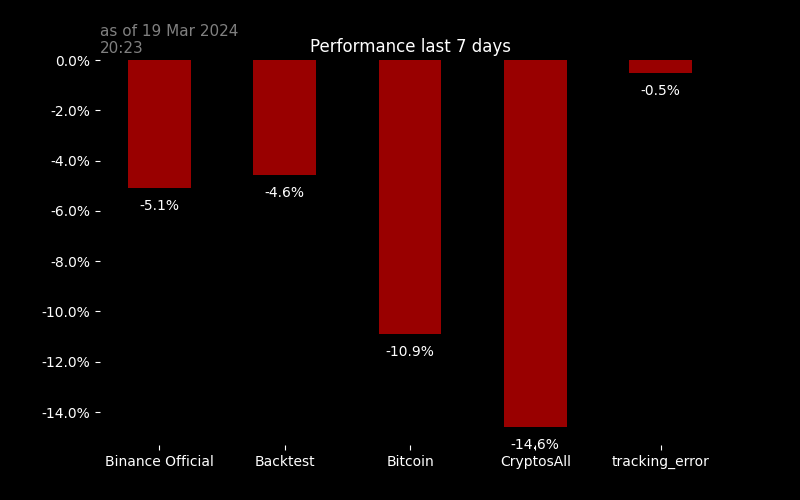 as of 19 Mar 2024
20:23
Performance last 7 days
0.0%
-2.0%
-4.0%
-6.0%
-8.0%
-10.0%
-12.0%
-14.0%
-5.1%
-4.6%
-10.9%
-14.6%
-0.5%
Binance Official
Backtest
Bitcoin
CryptosAll
tracking_error